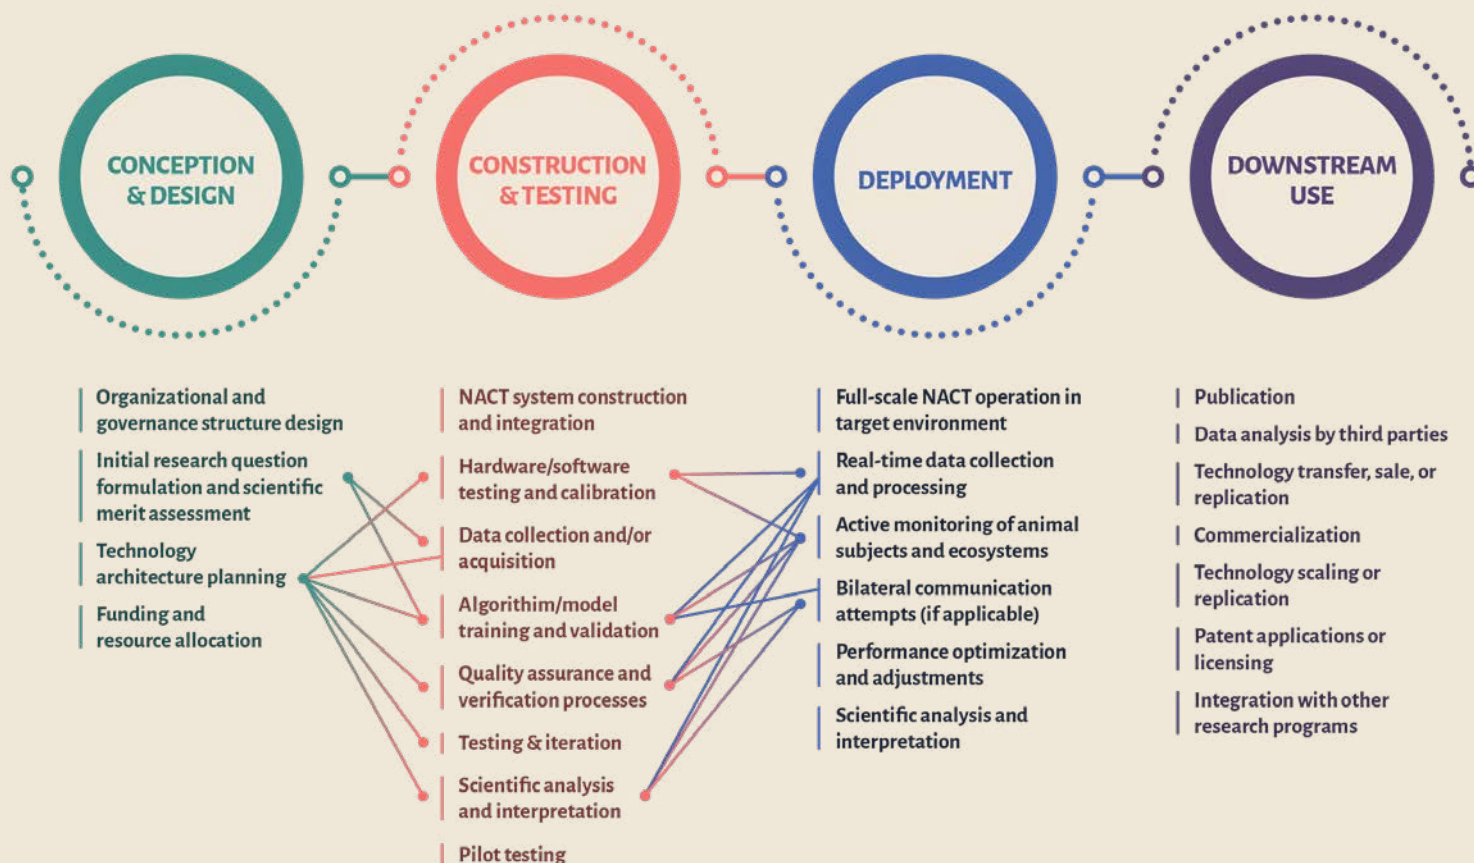 CONCEPTION
& DESIGN
CONSTRUCTION
& TESTING
DEPLOYMENT
DOWNSTREAM
USE
Organizational and
governance structure design
Initial research question
formulation and scientific
merit assessment
Technology
architecture planning
Funding and
resource allocation
NACT system construction
and integration
Hardware/software
testing and calibration
Data collection and/or
acquisition
Algorithim/model
training and validation
Quality assurance and
verification processes
Testing & iteration
Scientific analysis
and interpretation
Pilot testing
Full-scale NACT operation in
target environment
Real-time data collection
and processing
Active monitoring of animal
subjects and ecosystems
Bilateral communication
attempts (if applicable)
Performance optimization
and adjustments
Scientific analysis and
interpretation
Publication
Data analysis by third parties
Technology transfer, sale, or
replication
Commercialization
Technology scaling or
replication
Patent applications or
licensing
Integration with other
research programs